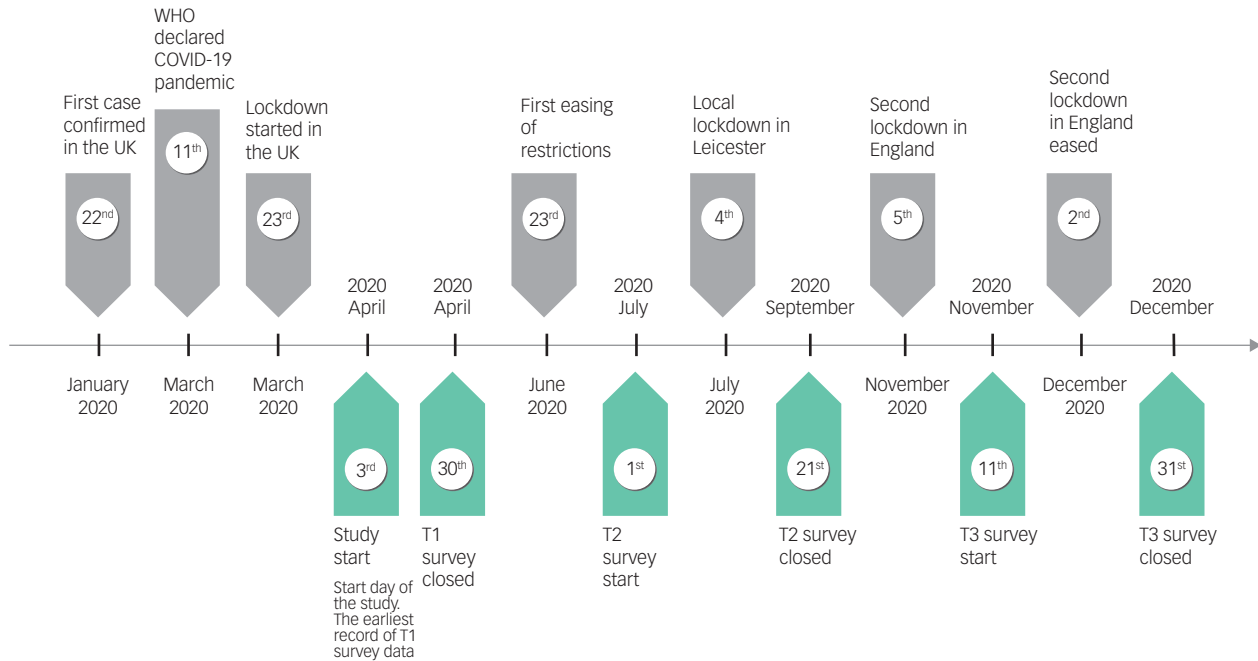 WHO
declared
COVID-19
pandemic
First case
confirmed
in the UK
Lockdown
started in
the UK
First easing
of
restrictions
Local
lockdown in
Leicester
Second
lockdown in
England
Second
lockdown
in England
eased
22nd
11th
23rd
23rd
4th
5th
2nd
2020
April
2020
April
2020
July
2020
September
2020
November
2020
December
January
2020
March
2020
March
2020
June
2020
July
2020
November
2020
December
2020
3rd
30th
1st
21st
11th
31st
Study
start
Start day of
the study.
The earliest
record of T1
survey data
T1
survey
closed
T2
survey
start
T2 survey
closed
T3 survey
start
T3 survey
closed